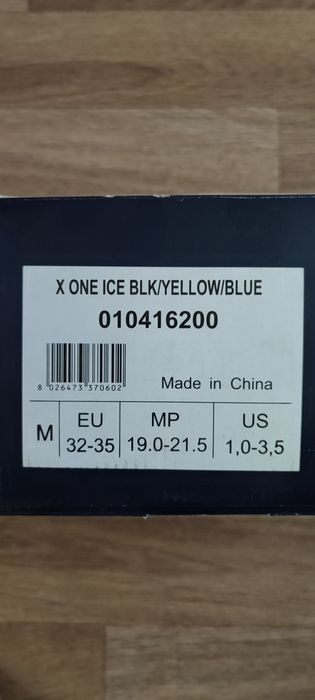 X ONE ICE BLK/YELLOW/BLUE
010416200
8 026473 370602
Made in China
M
EU
32-35
MP
19.0-21.5
US
1,0-3,5